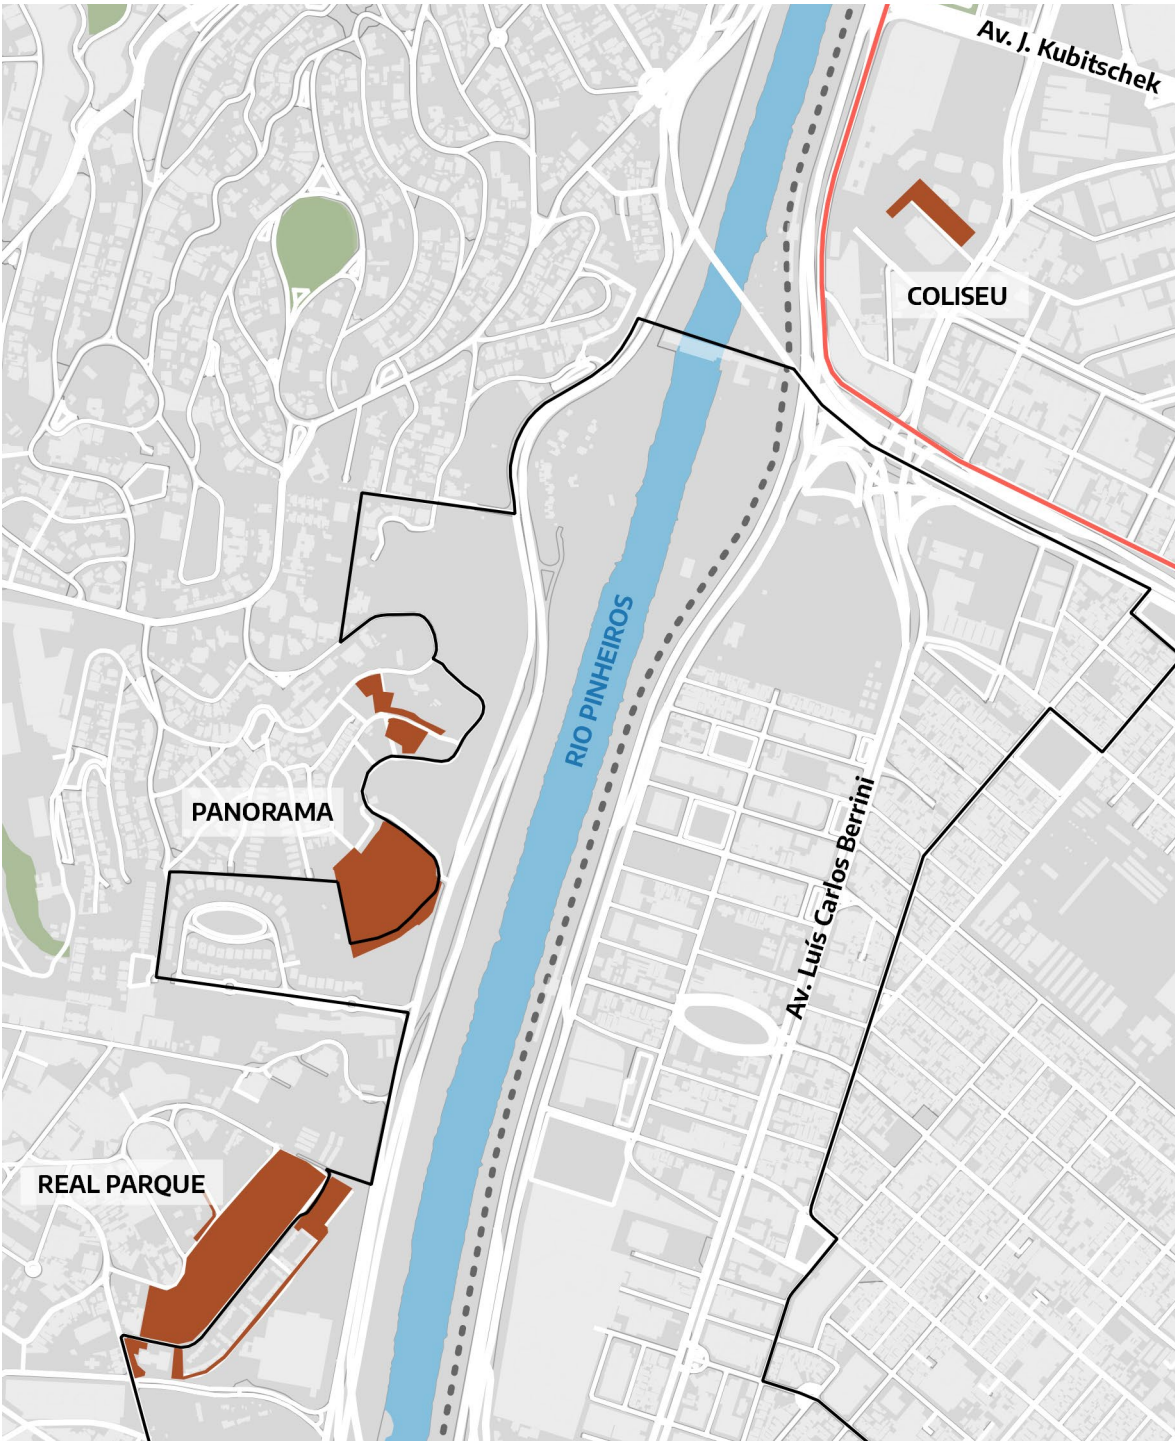 Av. J. Kubitschek
COLISEU
RIO PINHEIROS
PANORAMA
Av. Luís Carlos Berrini
REAL PARQUE